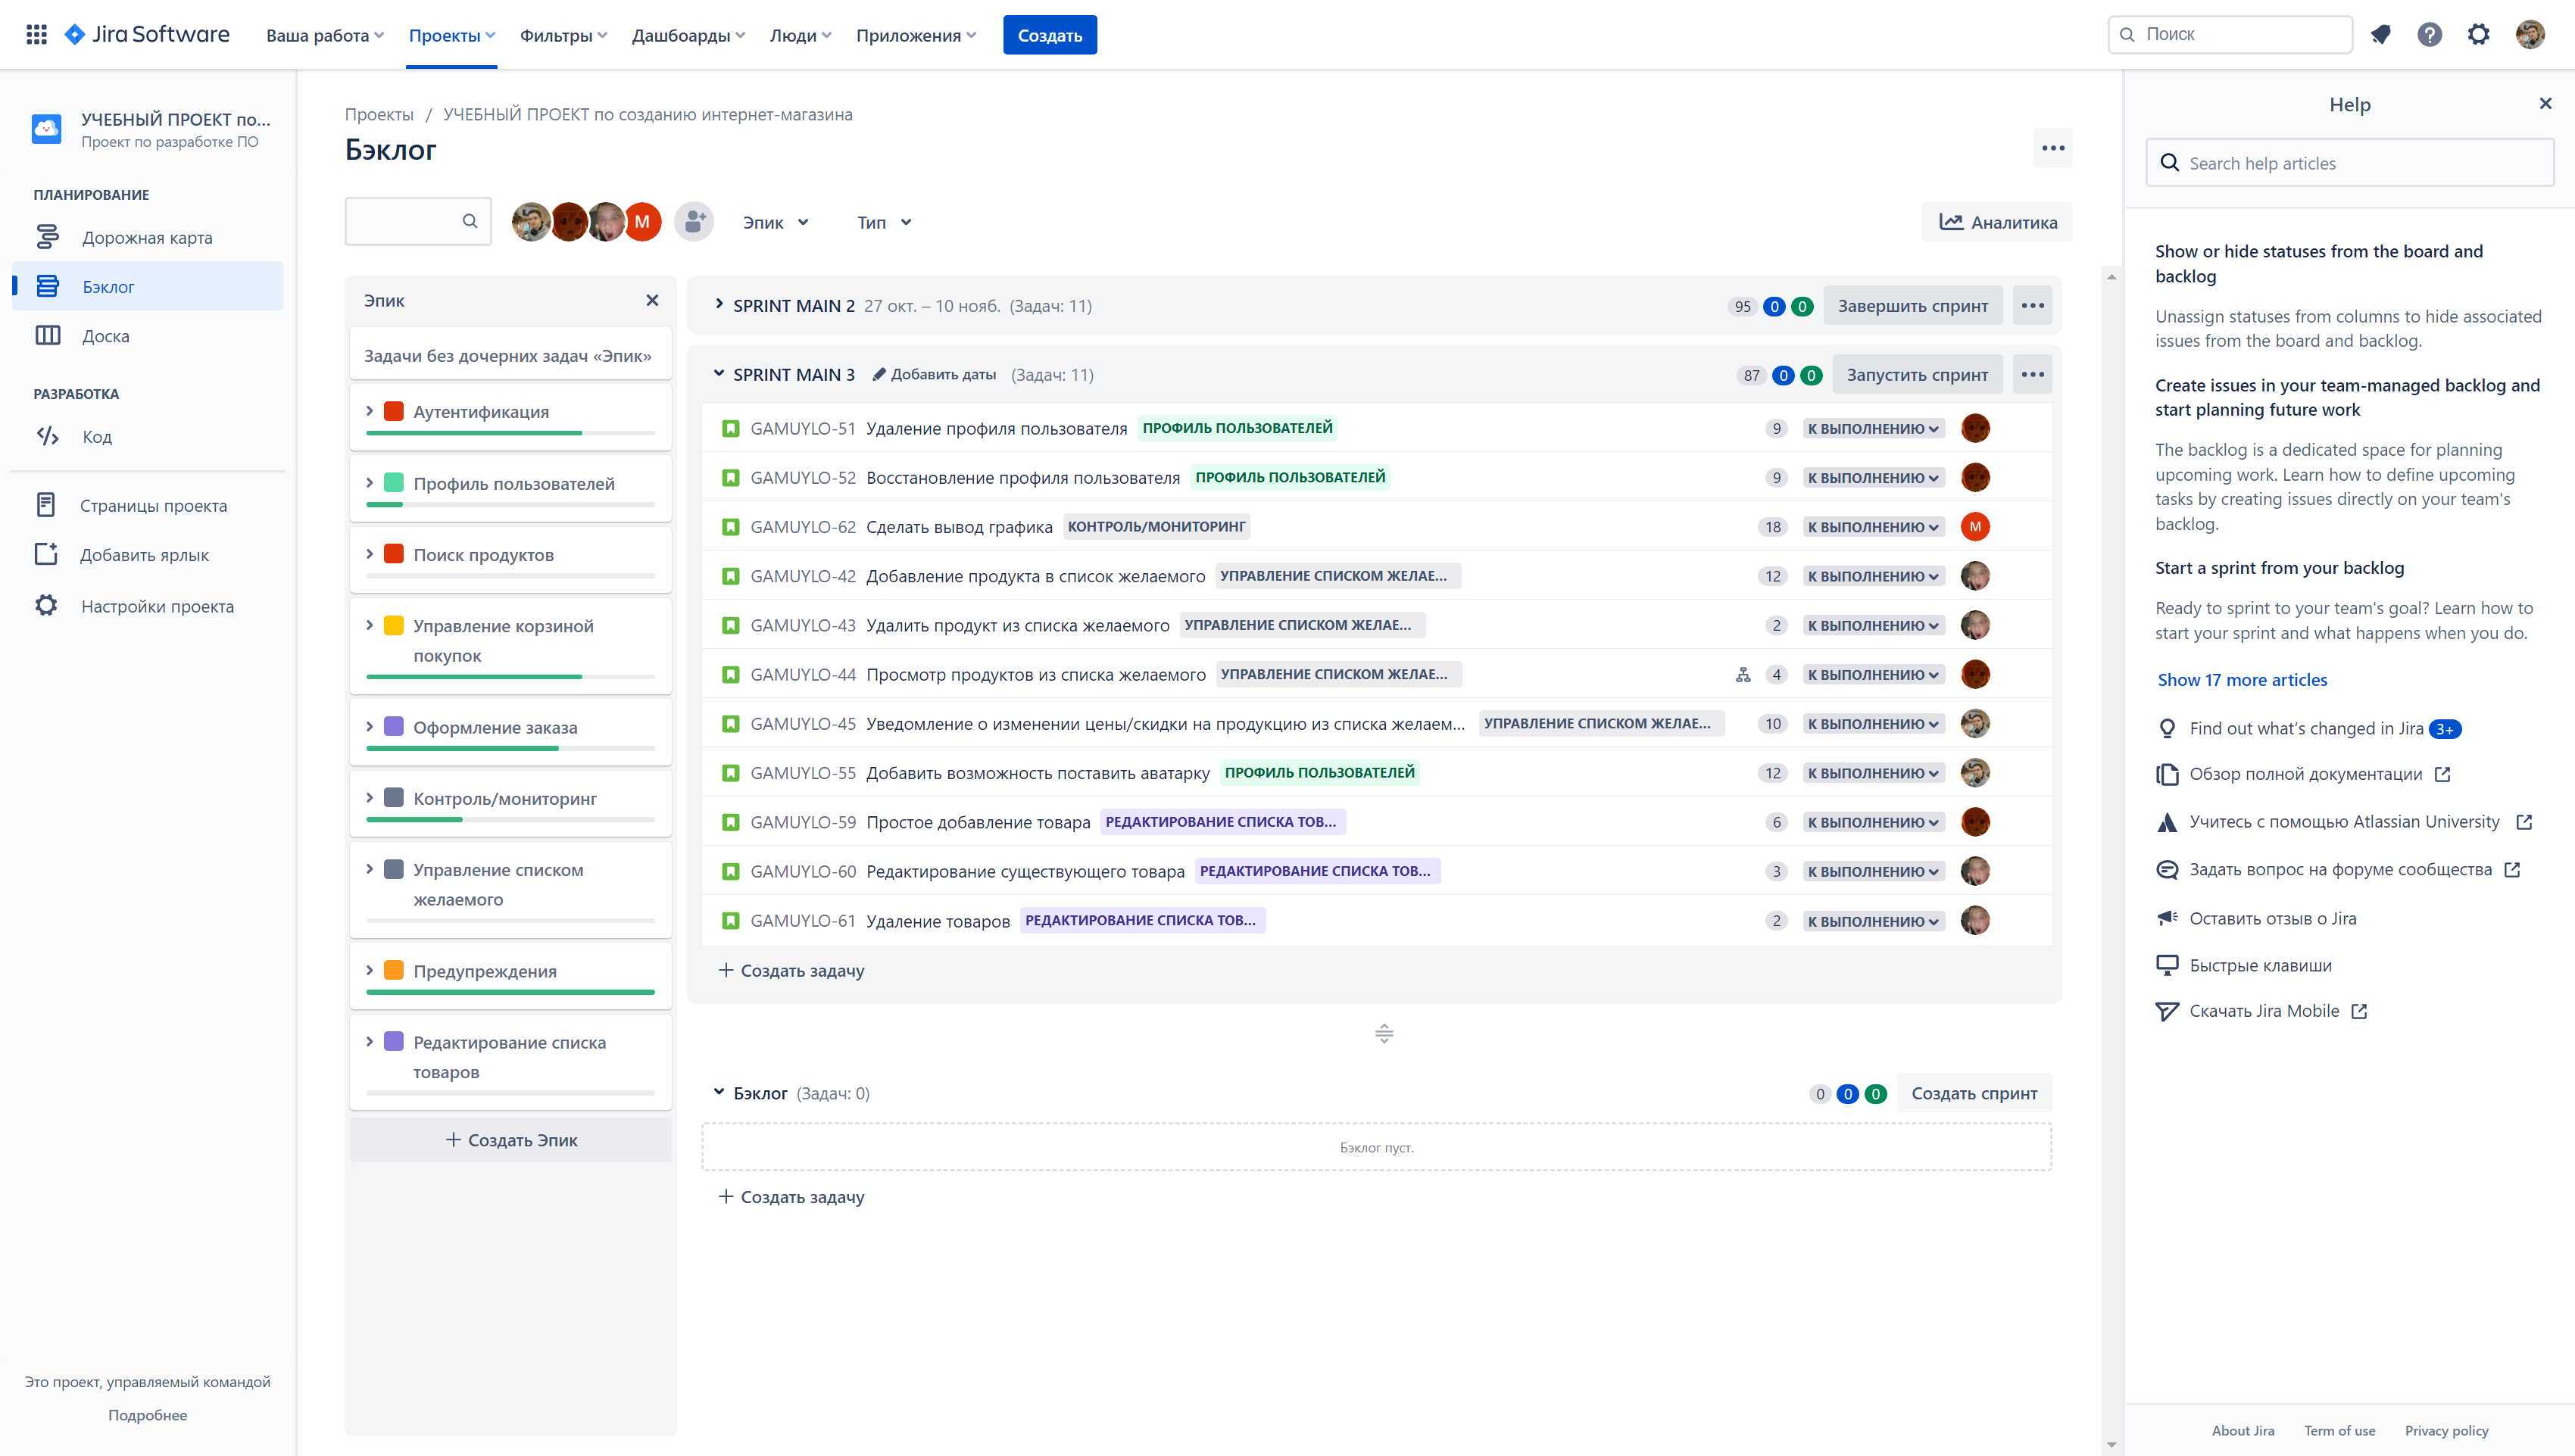 Jira Software
Ваша работа
Проекты
Фильтры
Дашборды
Люди
Приложения
Создать
Поиск
УЧЕБНЫЙ ПРОЕКТ по...
Проект по разработке ПО
ПЛАНИРОВАНИЕ
Дорожная карта
Бэклог
Доска
РАЗРАБОТКА
Код
Страницы проекта
Добавить ярлык
Настройки проекта
Это проект, управляемый командой
Подробнее
Проекты / УЧЕБНЫЙ ПРОЕКТ по созданию интернет-магазина
Бэклог
M
Эпик
Тип
Аналитика
Эпик
Задачи без дочерних задач «Эпик»
Аутентификация
Профиль пользователей
Поиск продуктов
Управление корзиной
покупок
Оформление заказа
Контроль/мониторинг
Управление списком
желаемого
Предупреждения
Редактирование списка
товаров
Создать Эпик
SPRINT MAIN 2 27 окт. – 10 нояб. (Задач: 11) 95 0 0 Завершить спринт
SPRINT MAIN 3 Добавить даты (Задач: 11) 87 0 0 Запустить спринт
GAMUYLO-51 Удаление профиля пользователя ПРОФИЛЬ ПОЛЬЗОВАТЕЛЕЙ 9 К ВЫПОЛНЕНИЮ
GAMUYLO-52 Восстановление профиля пользователя ПРОФИЛЬ ПОЛЬЗОВАТЕЛЕЙ 9 К ВЫПОЛНЕНИЮ
GAMUYLO-62 Сделать вывод графика КОНТРОЛЬ/МОНИТОРИНГ 18 К ВЫПОЛНЕНИЮ M
GAMUYLO-42 Добавление продукта в список желаемого УПРАВЛЕНИЕ СПИСКОМ ЖЕЛАЕ... 12 К ВЫПОЛНЕНИЮ
GAMUYLO-43 Удалить продукт из списка желаемого УПРАВЛЕНИЕ СПИСКОМ ЖЕЛАЕ... 2 К ВЫПОЛНЕНИЮ
GAMUYLO-44 Просмотр продуктов из списка желаемого УПРАВЛЕНИЕ СПИСКОМ ЖЕЛАЕ... 4 К ВЫПОЛНЕНИЮ
GAMUYLO-45 Уведомление о изменении цены/скидки на продукцию из списка желаем... УПРАВЛЕНИЕ СПИСКОМ ЖЕЛАЕ... 10 К ВЫПОЛНЕНИЮ
GAMUYLO-55 Добавить возможность поставить аватарку ПРОФИЛЬ ПОЛЬЗОВАТЕЛЕЙ 12 К ВЫПОЛНЕНИЮ
GAMUYLO-59 Простое добавление товара РЕДАКТИРОВАНИЕ СПИСКА ТОВ... 6 К ВЫПОЛНЕНИЮ
GAMUYLO-60 Редактирование существующего товара РЕДАКТИРОВАНИЕ СПИСКА ТОВ... 3 К ВЫПОЛНЕНИЮ
GAMUYLO-61 Удаление товаров РЕДАКТИРОВАНИЕ СПИСКА ТОВ... 2 К ВЫПОЛНЕНИЮ
Создать задачу
Бэклог (Задач: 0) 0 0 0 Создать спринт
Бэклог пуст.
Создать задачу
Help
Search help articles
Show or hide statuses from the board and
backlog
Unassign statuses from columns to hide associated
issues from the board and backlog.
Create issues in your team-managed backlog and
start planning future work
The backlog is a dedicated space for planning
upcoming work. Learn how to define upcoming
tasks by creating issues directly on your team's
backlog.
Start a sprint from your backlog
Ready to sprint to your team's goal? Learn how to
start your sprint and what happens when you do.
Show 17 more articles
Find out what's changed in Jira 3+
Обзор полной документации
Учитесь с помощью Atlassian University
Задать вопрос на форуме сообщества
Оставить отзыв о Jira
Быстрые клавиши
Скачать Jira Mobile
About Jira
Term of use
Privacy policy